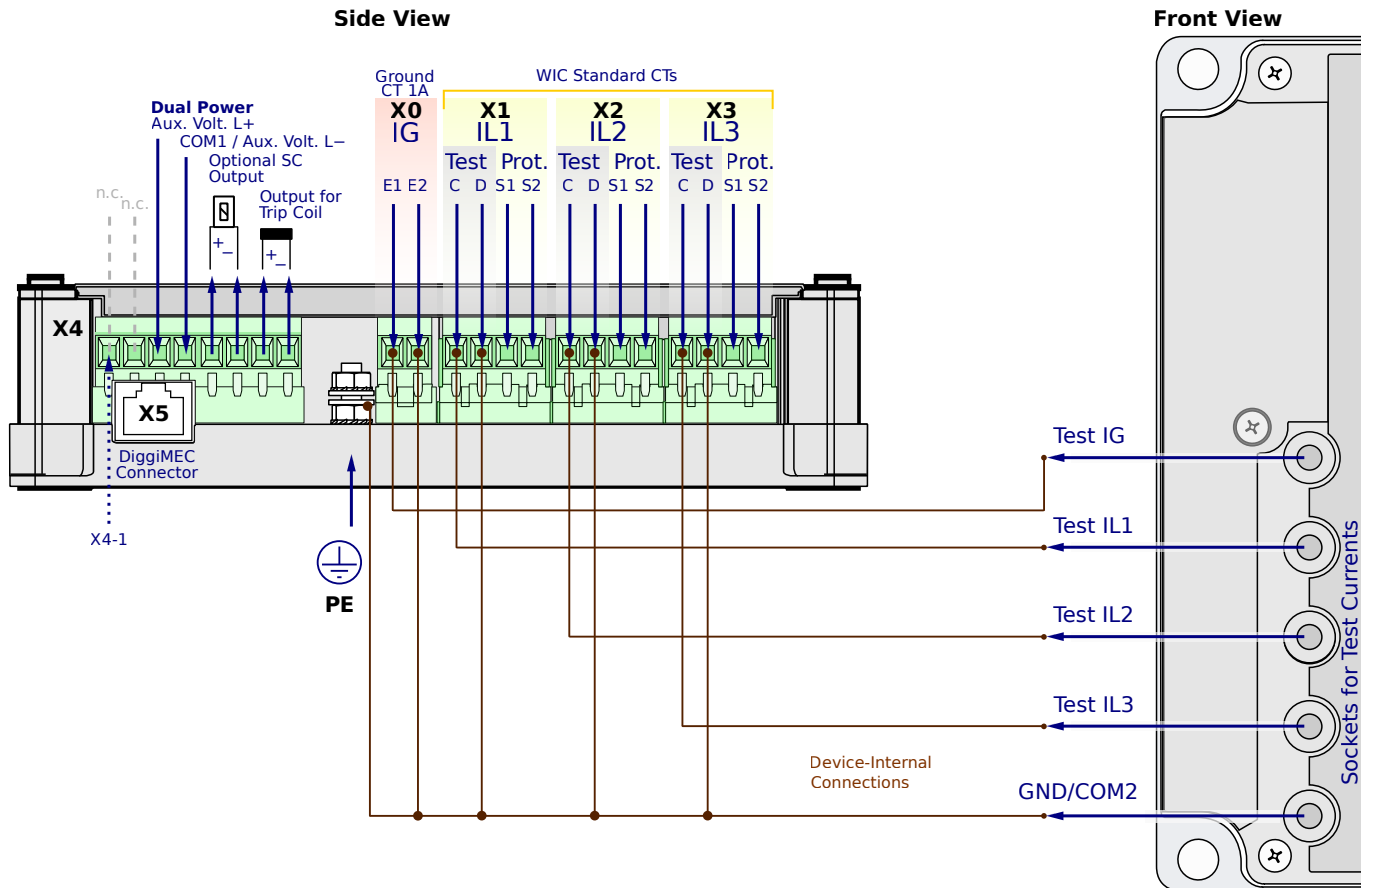 Side View
Front View
Ground
CT 1A
WIC Standard CTs
Dual Power
Aux. Volt. L+
COM1 / Aux. Volt. L−
Optional SC
Output
Output for
Trip Coil
n.c.
n.c.
+
−
+
−
X0
IG
E1 E2
X1
IL1
Test Prot.
C D S1 S2
X2
IL2
Test Prot.
C D S1 S2
X3
IL3
Test Prot.
C D S1 S2
X4
X5
DiggiMEC
Connector
X4-1
PE
Test IG
Test IL1
Test IL2
Test IL3
GND/COM2
Device-Internal
Connections
Sockets for Test Currents